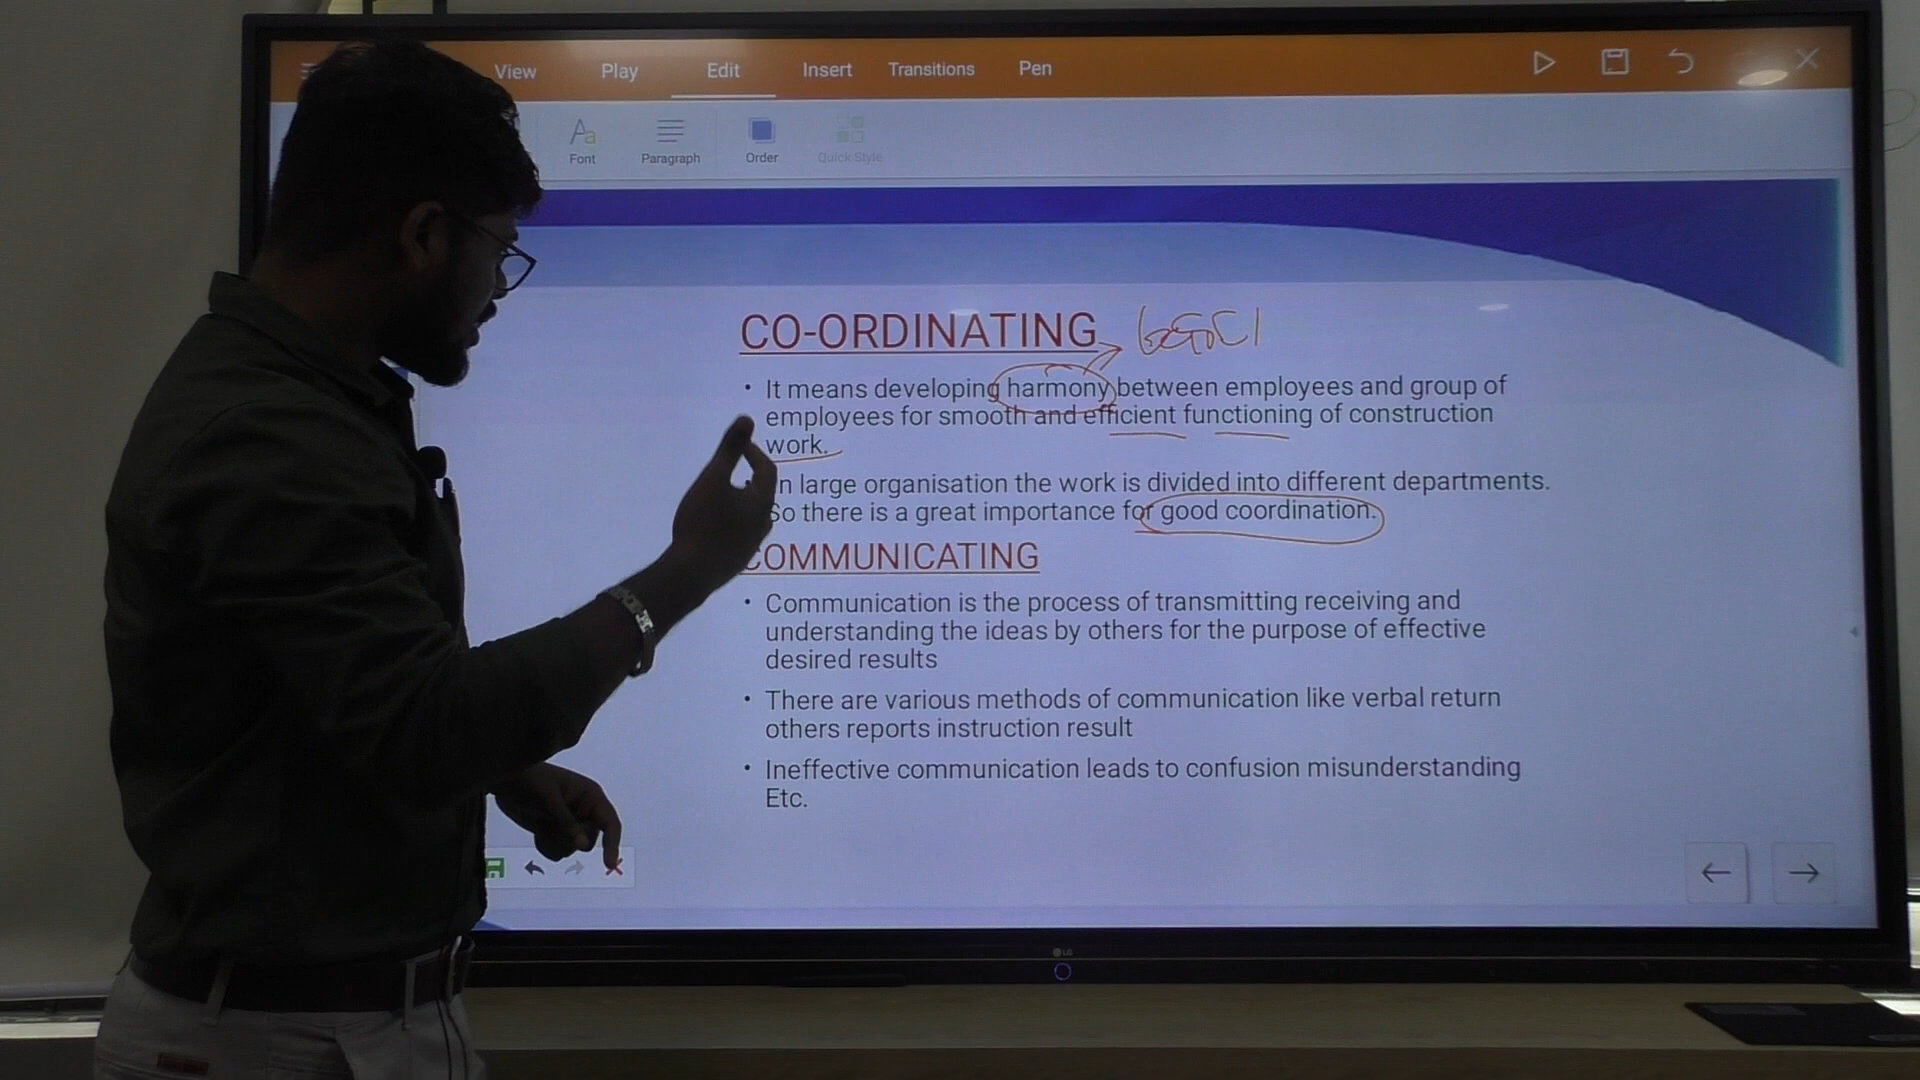 View Play Edit Insert Transitions Pen
Font Paragraph Order Quick Style
CO-ORDINATING
• It means developing harmony between employees and group of
employees for smooth and efficient functioning of construction
work.
n large organisation the work is divided into different departments.
So there is a great importance for good coordination.
COMMUNICATING
• Communication is the process of transmitting receiving and
understanding the ideas by others for the purpose of effective
desired results
• There are various methods of communication like verbal return
others reports instruction result
• Ineffective communication leads to confusion misunderstanding
Etc.
LG